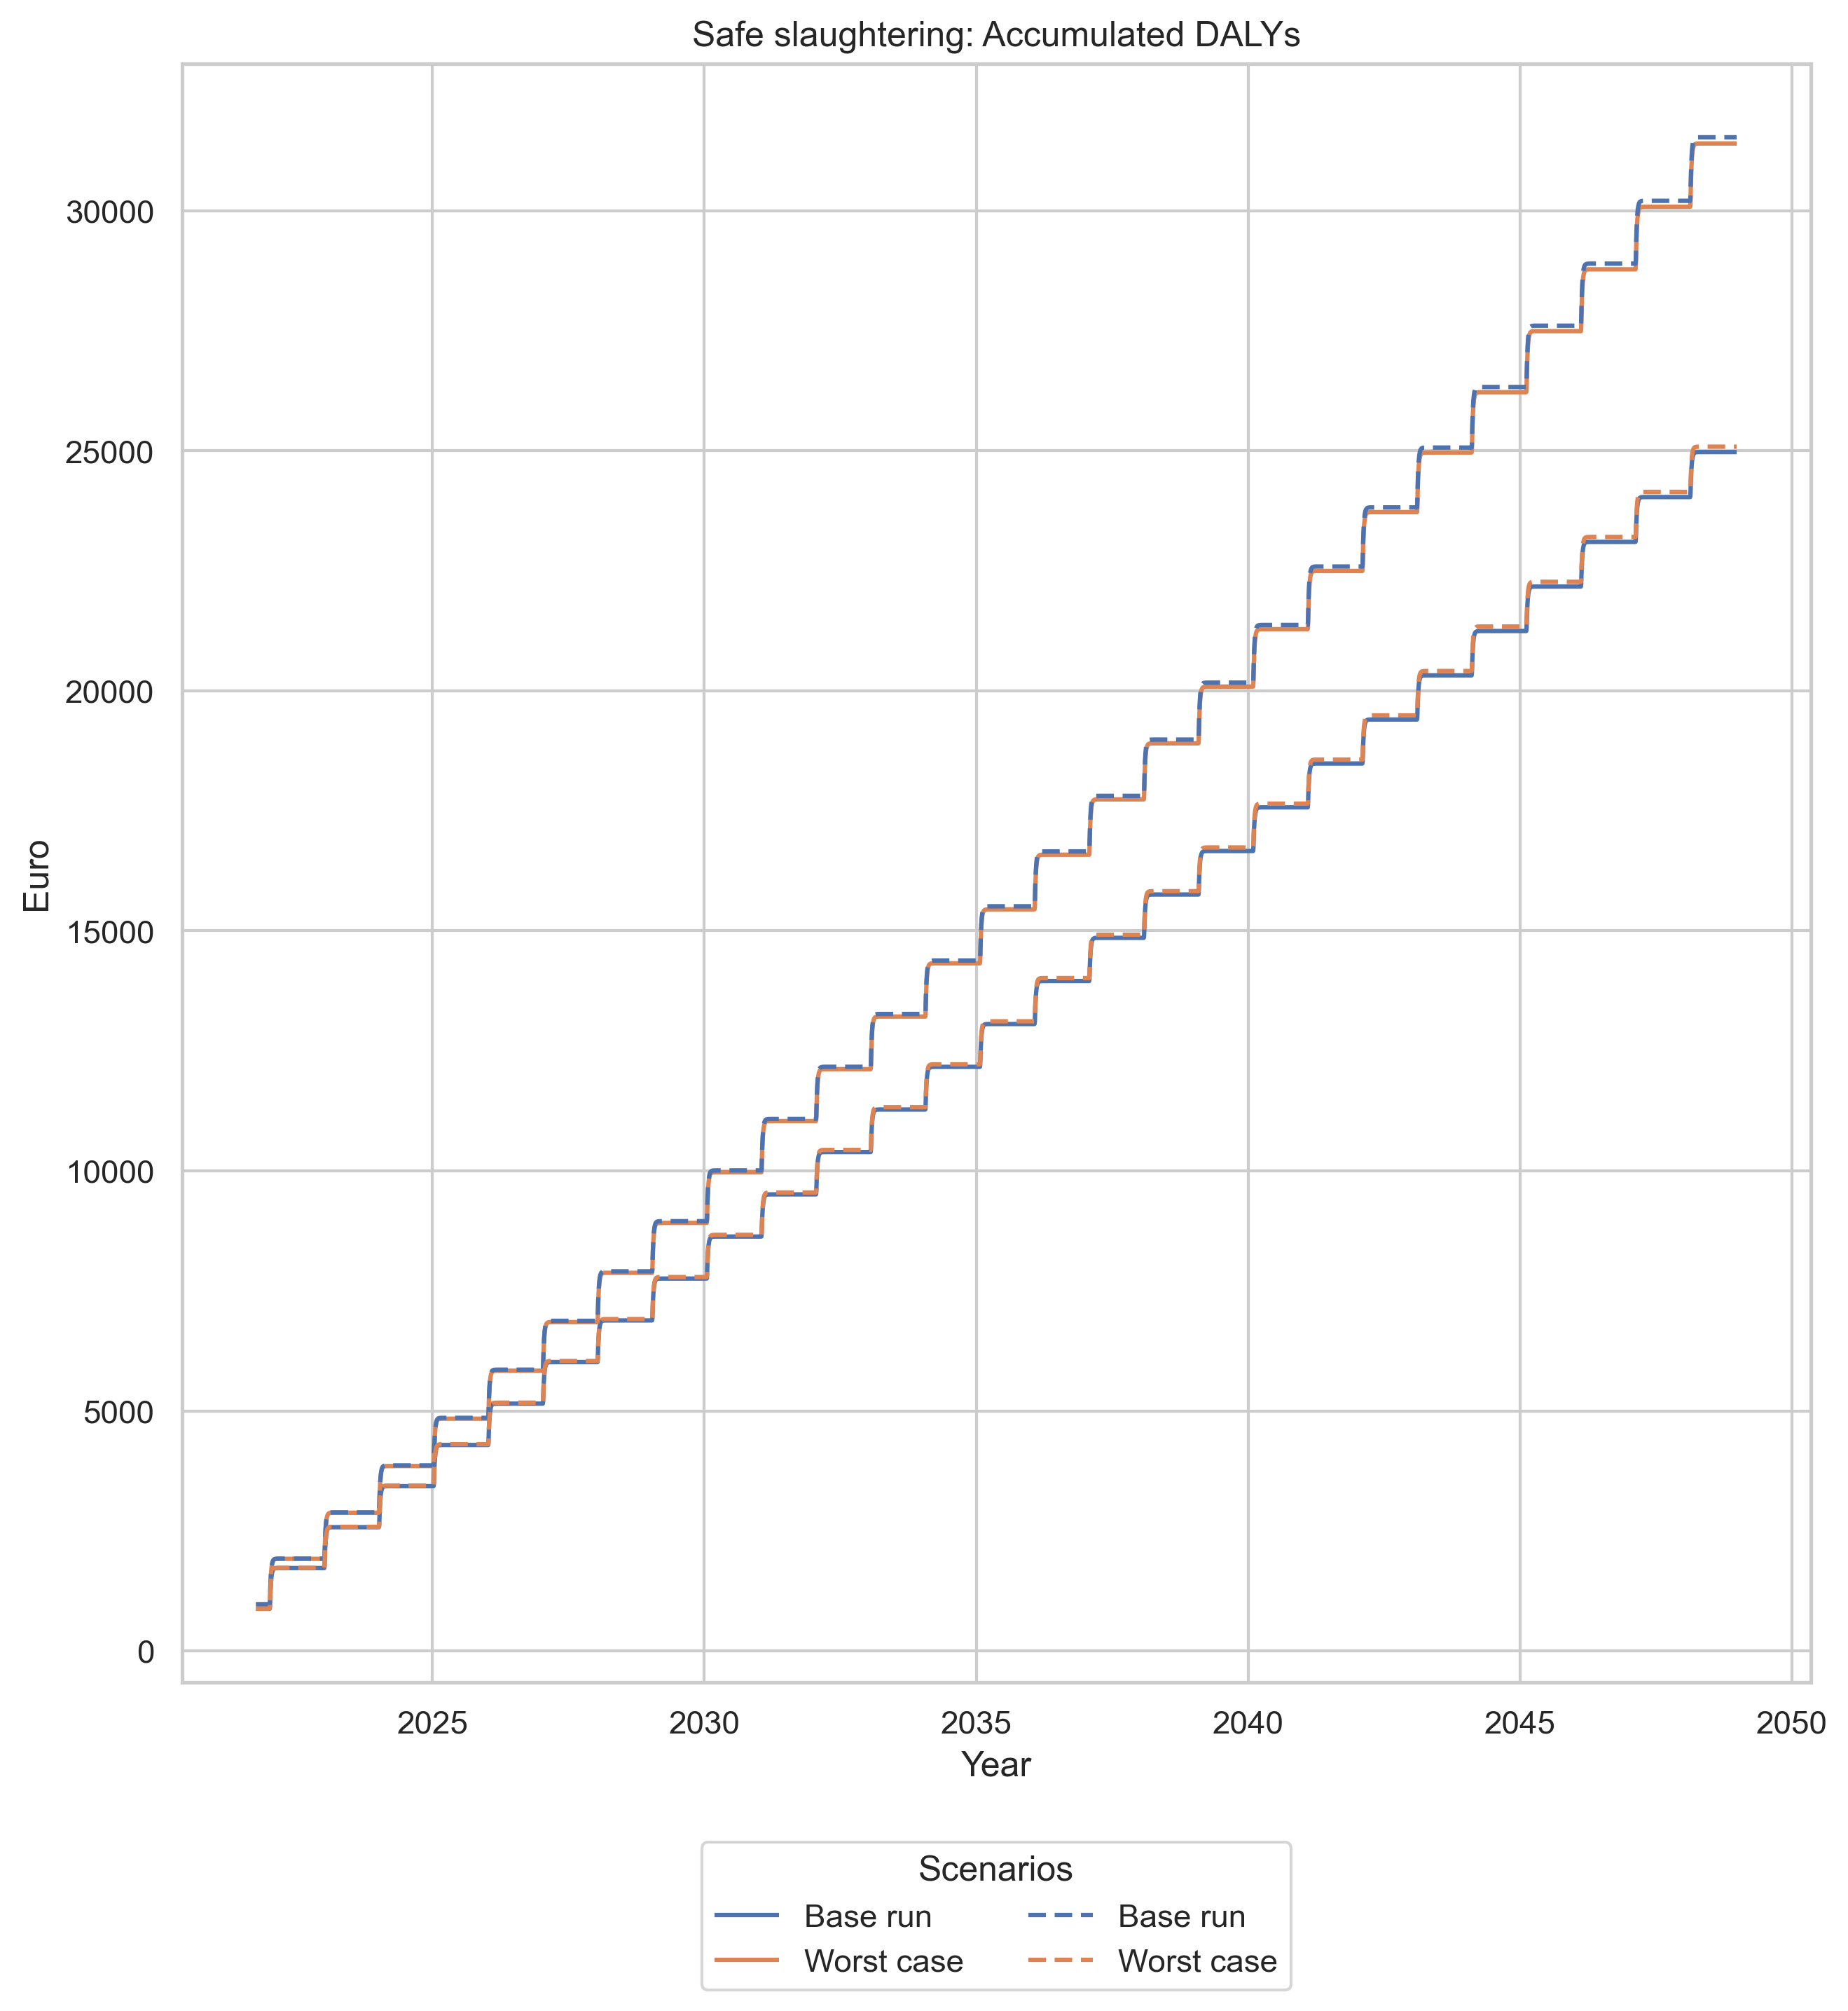 Safe slaughtering: Accumulated DALYs
30000
25000
20000
15000
10000
5000
0
Euro
2025 2030 2035 2040 2045 2050
Year
Scenarios
Base run Base run
Worst case Worst case